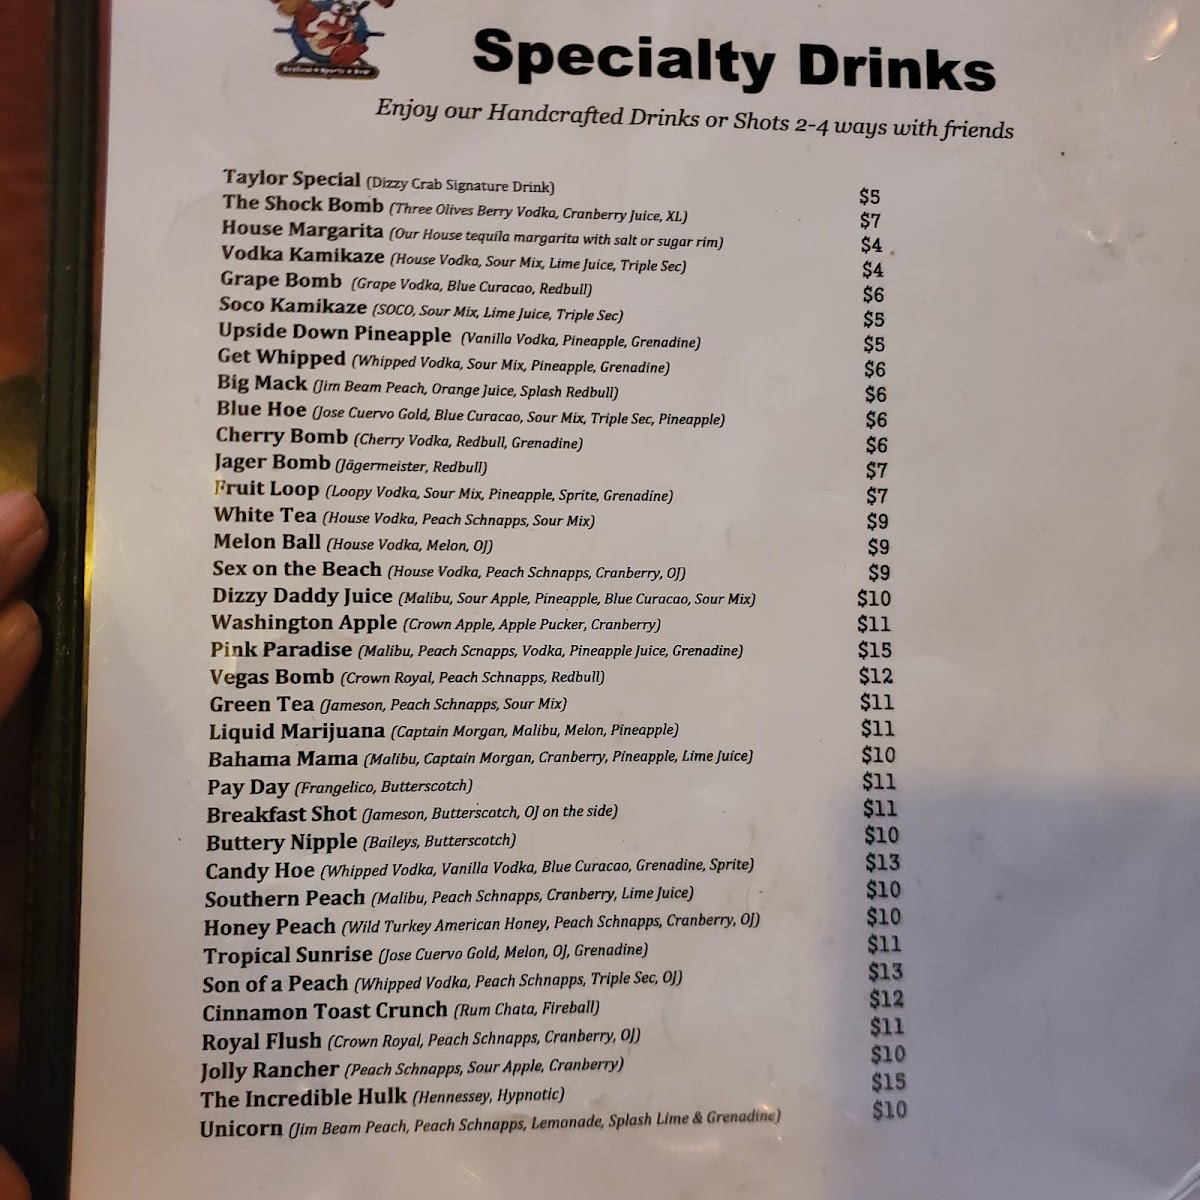 Specialty Drinks
Enjoy our Handcrafted Drinks or Shots 2-4 ways with friends
Taylor Special (Dizzy Crab Signature Drink) $5
The Shock Bomb (Three Olives Berry Vodka, Cranberry Juice, XL) $7
House Margarita (Our House tequila margarita with salt or sugar rim) $4
Vodka Kamikaze (House Vodka, Sour Mix, Lime Juice, Triple Sec) $4
Grape Bomb (Grape Vodka, Blue Curacao, Redbull) $6
Soco Kamikaze (SOCO, Sour Mix, Lime Juice, Triple Sec) $5
Upside Down Pineapple (Vanilla Vodka, Pineapple, Grenadine) $5
Get Whipped (Whipped Vodka, Sour Mix, Pineapple, Grenadine) $6
Big Mack (Jim Beam Peach, Orange Juice, Splash Redbull) $6
Blue Hoe (Jose Cuervo Gold, Blue Curacao, Sour Mix, Triple Sec, Pineapple) $6
Cherry Bomb (Cherry Vodka, Redbull, Grenadine) $6
Jager Bomb (Jägermeister, Redbull) $7
Fruit Loop (Loopy Vodka, Sour Mix, Pineapple, Sprite, Grenadine) $7
White Tea (House Vodka, Peach Schnapps, Sour Mix) $9
Melon Ball (House Vodka, Melon, OJ) $9
Sex on the Beach (House Vodka, Peach Schnapps, Cranberry, OJ) $9
Dizzy Daddy Juice (Malibu, Sour Apple, Pineapple, Blue Curacao, Sour Mix) $10
Washington Apple (Crown Apple, Apple Pucker, Cranberry) $11
Pink Paradise (Malibu, Peach Scnapps, Vodka, Pineapple Juice, Grenadine) $15
Vegas Bomb (Crown Royal, Peach Schnapps, Redbull) $12
Green Tea (Jameson, Peach Schnapps, Sour Mix) $11
Liquid Marijuana (Captain Morgan, Malibu, Melon, Pineapple) $11
Bahama Mama (Malibu, Captain Morgan, Cranberry, Pineapple, Lime Juice) $10
Pay Day (Frangelico, Butterscotch) $11
Breakfast Shot (Jameson, Butterscotch, OJ on the side) $11
Buttery Nipple (Baileys, Butterscotch) $10
Candy Hoe (Whipped Vodka, Vanilla Vodka, Blue Curacao, Grenadine, Sprite) $13
Southern Peach (Malibu, Peach Schnapps, Cranberry, Lime Juice) $10
Honey Peach (Wild Turkey American Honey, Peach Schnapps, Cranberry, OJ) $10
Tropical Sunrise (Jose Cuervo Gold, Melon, OJ, Grenadine) $11
Son of a Peach (Whipped Vodka, Peach Schnapps, Triple Sec, OJ) $13
Cinnamon Toast Crunch (Rum Chata, Fireball) $12
Royal Flush (Crown Royal, Peach Schnapps, Cranberry, OJ) $11
Jolly Rancher (Peach Schnapps, Sour Apple, Cranberry) $10
The Incredible Hulk (Hennessey, Hypnotic) $15
Unicorn (Jim Beam Peach, Peach Schnapps, Lemonade, Splash Lime & Grenadine) $10